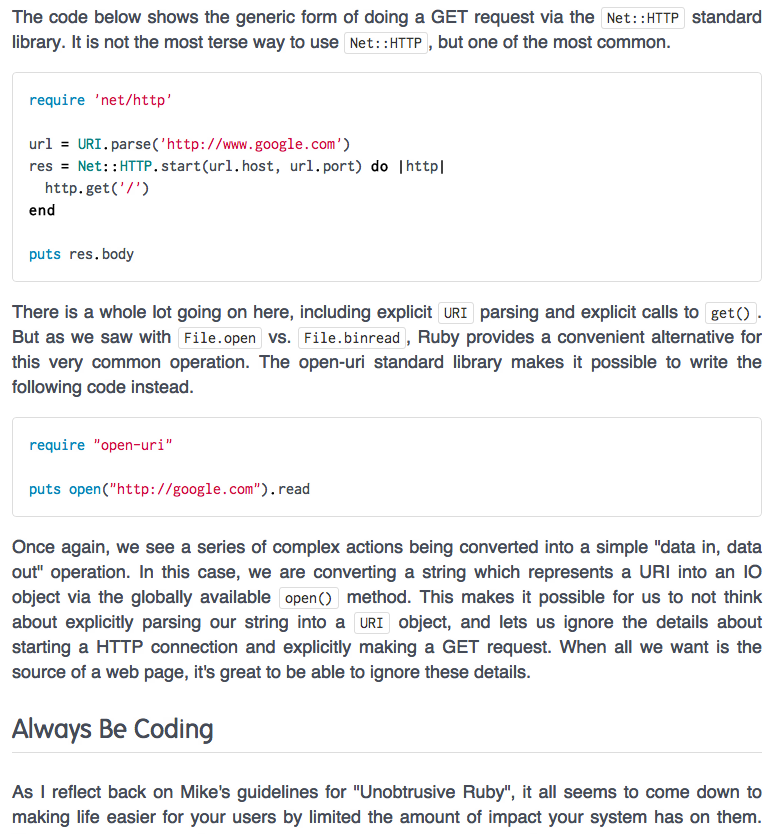 The code below shows the generic form of doing a GET request via the Net::HTTP standard
library. It is not the most terse way to use Net::HTTP, but one of the most common.
require 'net/http'
url = URI.parse('http://www.google.com')
res = Net::HTTP.start(url.host, url.port) do |http|
  http.get('/')
end
puts res.body
There is a whole lot going on here, including explicit URI parsing and explicit calls to get().
But as we saw with File.open vs. File.binread, Ruby provides a convenient alternative for
this very common operation. The open-uri standard library makes it possible to write the
following code instead.
require "open-uri"
puts open("http://google.com").read
Once again, we see a series of complex actions being converted into a simple "data in, data
out" operation. In this case, we are converting a string which represents a URI into an IO
object via the globally available open() method. This makes it possible for us to not think
about explicitly parsing our string into a URI object, and lets us ignore the details about
starting a HTTP connection and explicitly making a GET request. When all we want is the
source of a web page, it's great to be able to ignore these details.
Always Be Coding
As I reflect back on Mike's guidelines for "Unobtrusive Ruby", it all seems to come down to
making life easier for your users by limited the amount of impact your system has on them.